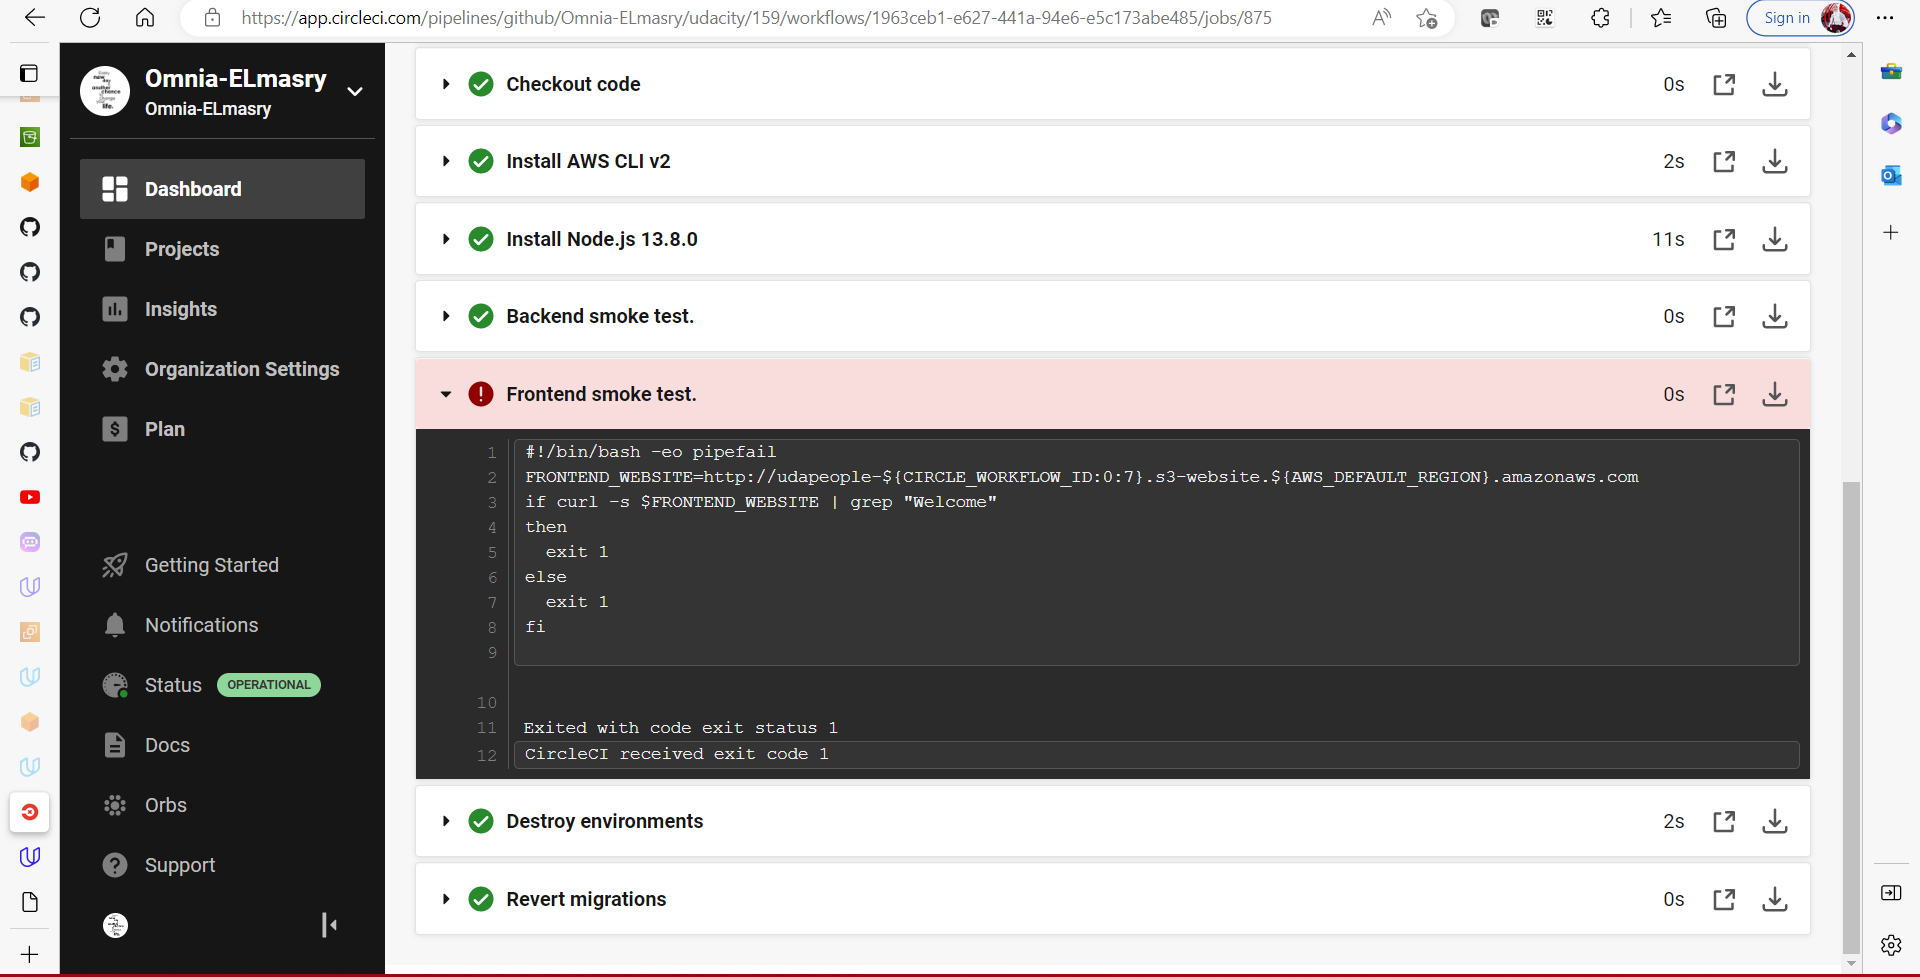 https://app.circleci.com/pipelines/github/Omnia-ELmasry/udacity/159/workflows/1963ceb1-e627-441a-94e6-e5c173abe485/jobs/875
Sign in
Omnia-ELmasry
Omnia-ELmasry
Dashboard
Projects
Insights
Organization Settings
Plan
Getting Started
Notifications
Status OPERATIONAL
Docs
Orbs
Support
Checkout code 0s
Install AWS CLI v2 2s
Install Node.js 13.8.0 11s
Backend smoke test. 0s
Frontend smoke test. 0s
1 #!/bin/bash -eo pipefail
2 FRONTEND_WEBSITE=http://udapeople-${CIRCLE_WORKFLOW_ID:0:7}.s3-website.${AWS_DEFAULT_REGION}.amazonaws.com
3 if curl -s $FRONTEND_WEBSITE | grep "Welcome"
4 then
5 exit 1
6 else
7 exit 1
8 fi
9
10
11 Exited with code exit status 1
12 CircleCI received exit code 1
Destroy environments 2s
Revert migrations 0s